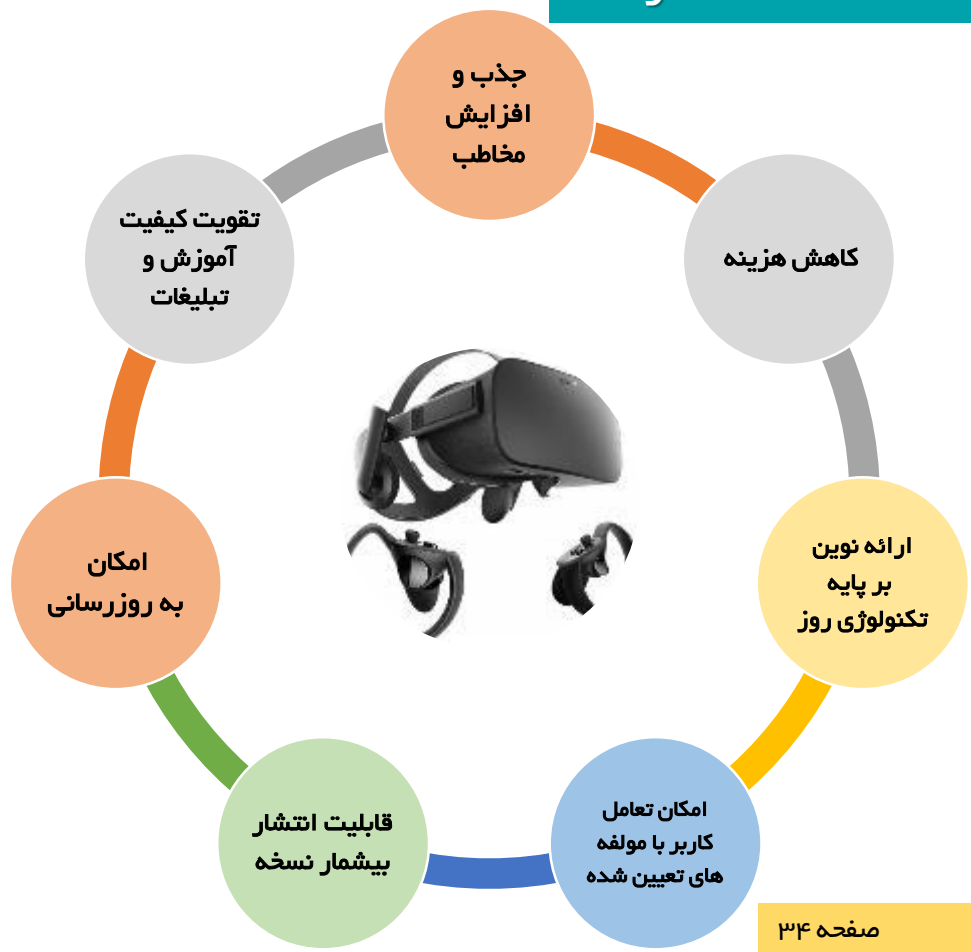 جذب و
افزایش
مخاطب
کاهش هزینه
ارائه نوین
بر پایه
تکنولوژی روز
امکان تعامل
کاربر با مولفه
های تعیین شده
قابلیت انتشار
بیشمار نسخه
امکان
به روزرسانی
تقویت کیفیت
آموزش و
تبلیغات
صفحه ۳۴